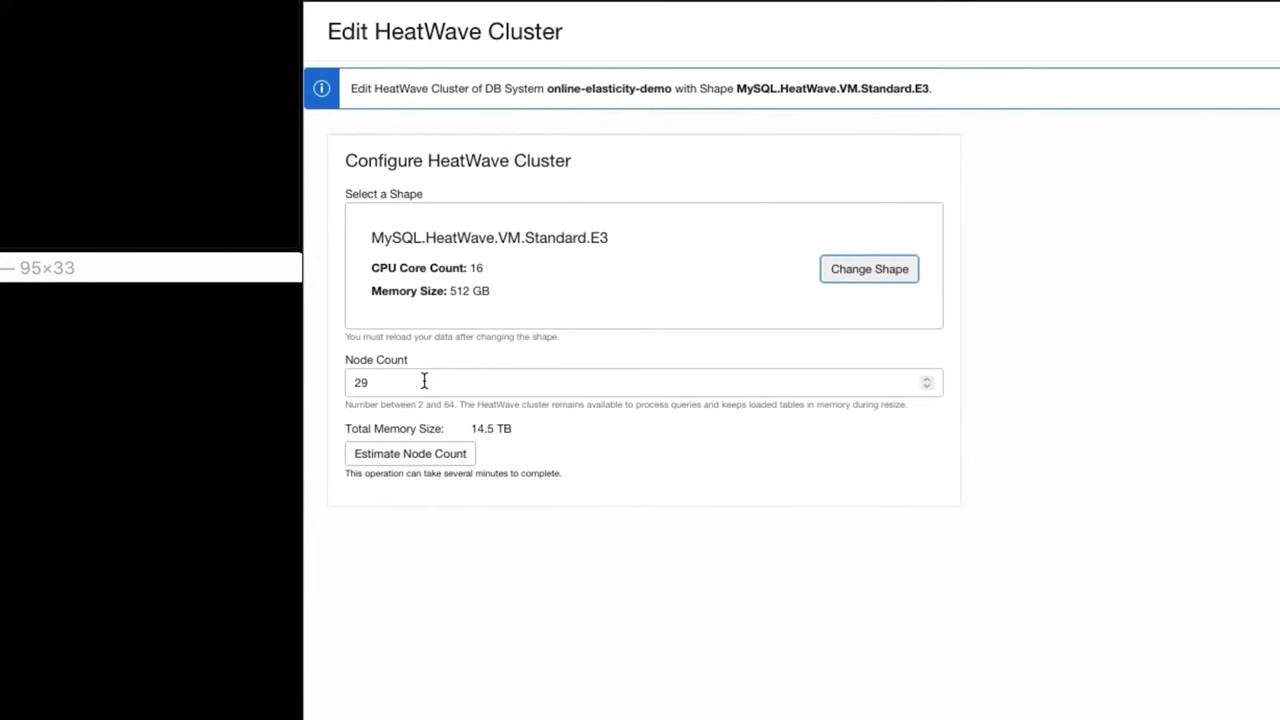 Edit HeatWave Cluster
Edit HeatWave Cluster of DB System online-elasticity-demo with Shape MySQL.HeatWave.VM.Standard.E3.
Configure HeatWave Cluster
Select a Shape
MySQL.HeatWave.VM.Standard.E3
CPU Core Count: 16
Change Shape
Memory Size: 512 GB
— 95×33
You must reload your data after changing the shape.
Node Count
29
Number between 2 and 64. The HeatWave cluster remains available to process queries and keeps loaded tables in memory during resize.
Total Memory Size: 14.5 TB
Estimate Node Count
This operation can take several minutes to complete.